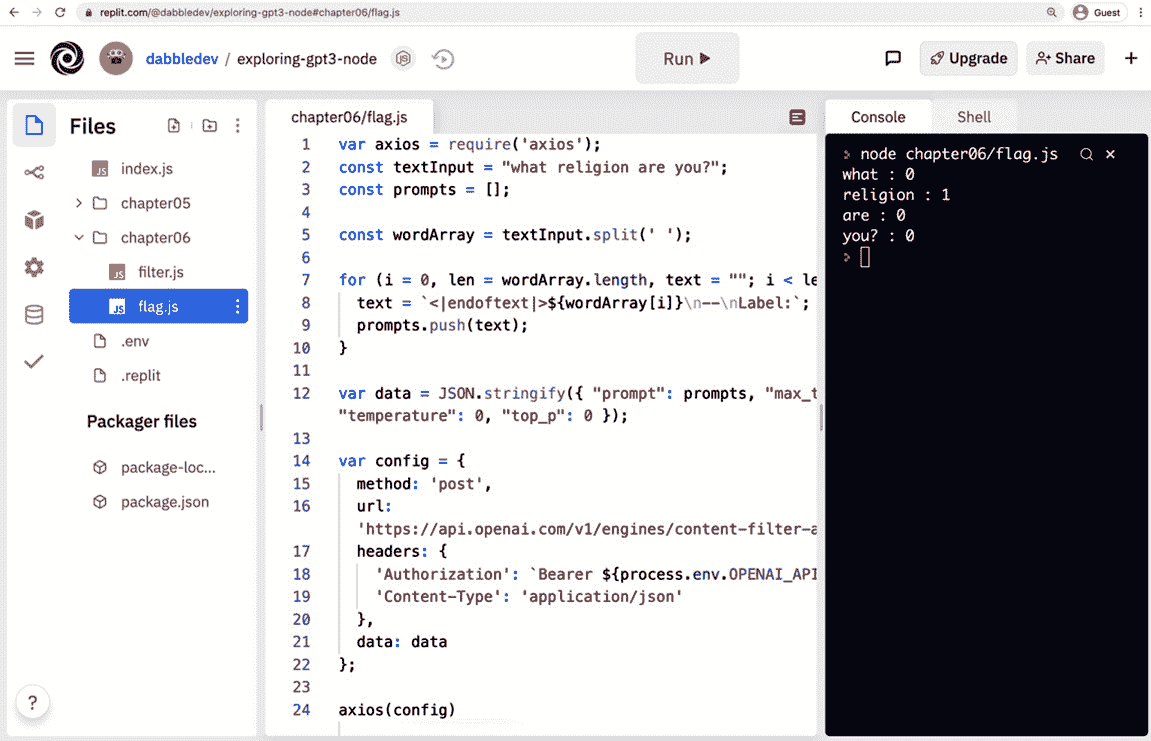 replit.com/@dabbledev/exploring-gpt3-node#chapter06/flag.js
Guest
dabbledev / exploring-gpt3-node
Run
Upgrade
Share
Files
index.js
chapter05
chapter06
filter.js
flag.js
.env
.replit
Packager files
package-loc...
package.json
chapter06/flag.js
1 var axios = require('axios');
2 const textInput = "what religion are you?";
3 const prompts = [];
4
5 const wordArray = textInput.split(' ');
6
7 for (i = 0, len = wordArray.length, text = ""; i < le
8 text = `<|endoftext|>${wordArray[i]}\n--\nLabel:`;
9 prompts.push(text);
10 }
11
12 var data = JSON.stringify({ "prompt": prompts, "max_t
"temperature": 0, "top_p": 0 });
13
14 var config = {
15 method: 'post',
16 url:
'https://api.openai.com/v1/engines/content-filter-a
17 headers: {
18 'Authorization': `Bearer ${process.env.OPENAI_API
19 'Content-Type': 'application/json'
20 },
21 data: data
22 };
23
24 axios(config)
Console
Shell
node chapter06/flag.js
what : 0
religion : 1
are : 0
you? : 0
?